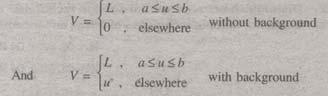 V = { L , a ≤ u ≤ b
0 , elsewhere without background
And V = { L , a ≤ u ≤ b
u , elsewhere with background